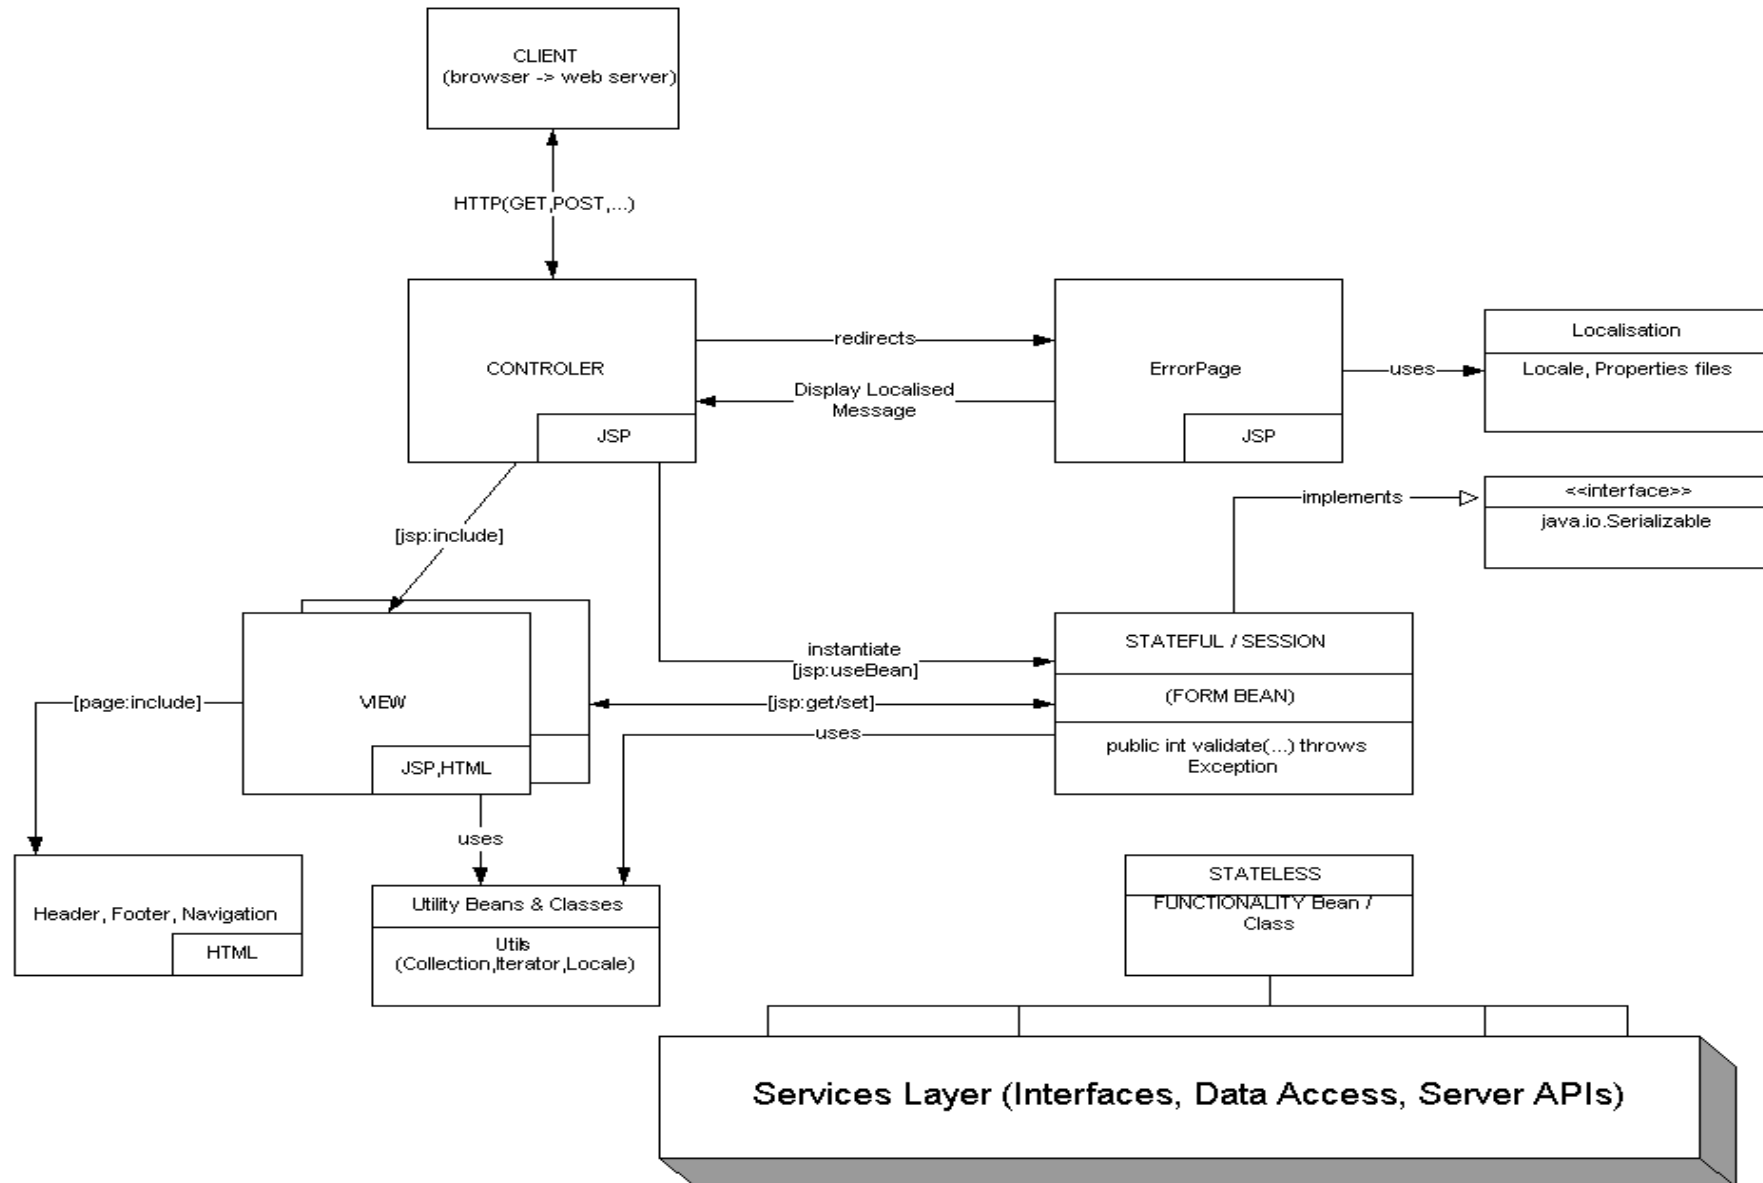 CLIENT
(browser -> web server)
HTTP(GET,POST,...)
CONTROLER
JSP
redirects
Display Localised
Message
ErrorPage
JSP
uses
Localisation
Locale, Properties files
implements
<<interface>>
java.io.Serializable
[jsp:include]
instantiate
[jsp:useBean]
STATEFUL / SESSION
(FORM BEAN)
public int validate(...) throws
Exception
[jsp:get/set]
uses
[page:include]
VIEW
JSP,HTML
uses
Header, Footer, Navigation
HTML
Utility Beans & Classes
Utils
(Collection,Iterator,Locale)
STATELESS
FUNCTIONALITY Bean /
Class
Services Layer (Interfaces, Data Access, Server APIs)